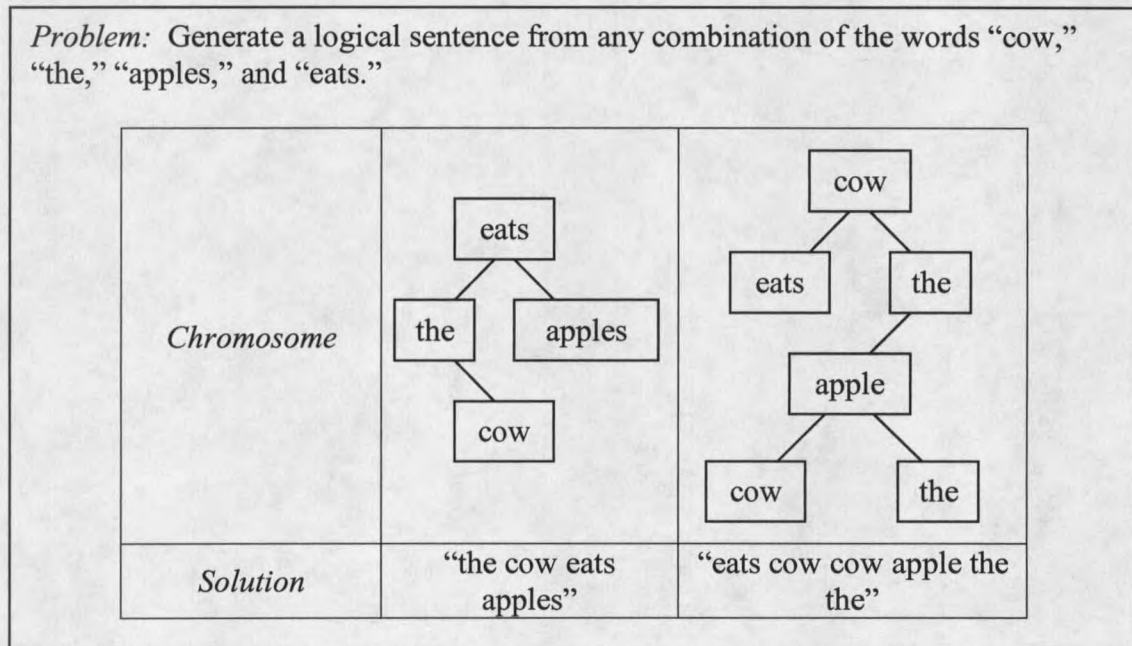 Problem: Generate a logical sentence from any combination of the words “cow,”
“the,” “apples,” and “eats.”
Chromosome
eats
the
apples
cow
cow
eats
the
apple
cow
the
Solution
“the cow eats
apples”
“eats cow cow apple the
the”